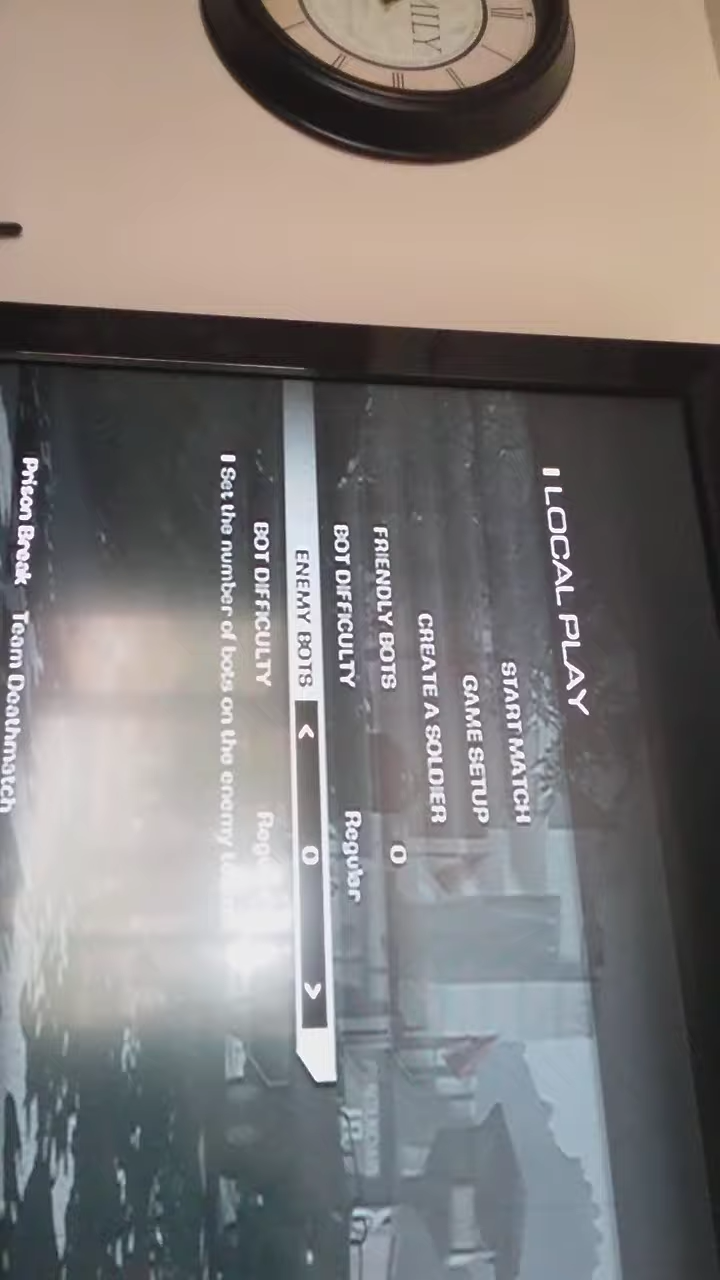 MILY
I LOCAL PLAY
START MATCH
GAME SETUP
CREATE A SOLDIER
FRIENDLY BOTS 0
BOT DIFFICULTY Regular
ENEMY BOTS < 0 >
BOT DIFFICULTY
I Set the number of bots on the enemy
Prison Break Team Deathmatch